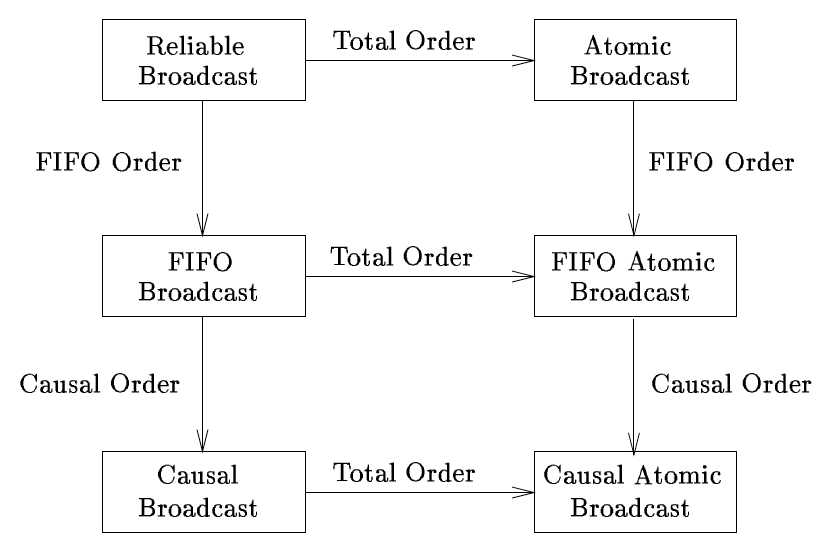 Reliable
Broadcast
Total Order
Atomic
Broadcast
FIFO Order
FIFO Order
FIFO
Broadcast
Total Order
FIFO Atomic
Broadcast
Causal Order
Causal Order
Causal
Broadcast
Total Order
Causal Atomic
Broadcast